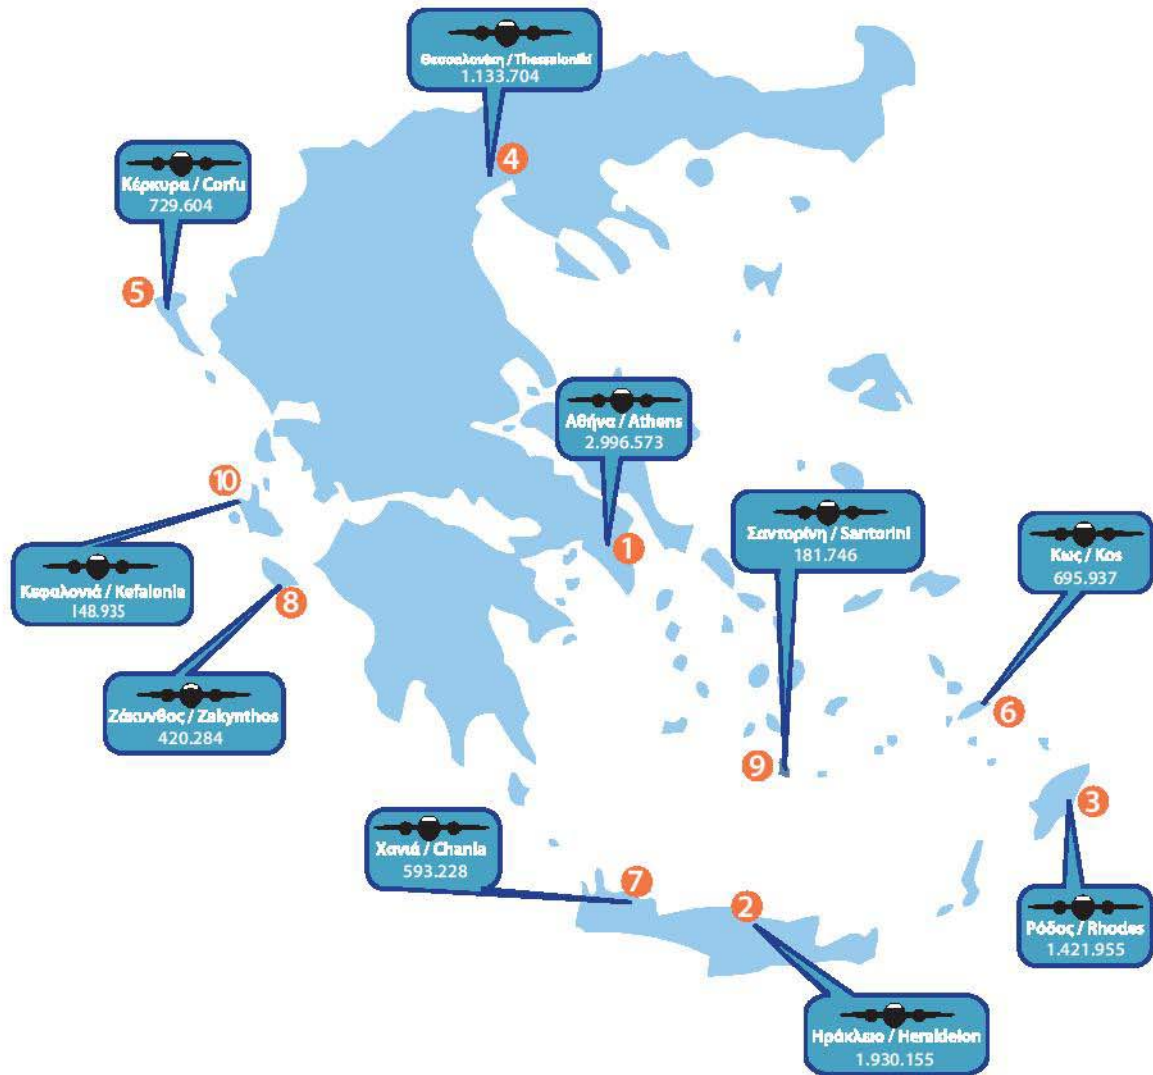 Θεσσαλονίκη / Thessaloniki
1.133.704
4
Κέρκυρα / Corfu
729.604
5
Αθήνα / Athens
2.996.573
1
10
Σαντορίνη / Santorini
181.746
Κως / Kos
695.937
Κεφαλονιά / Kefalonia
148.935
8
Ζάκυνθος / Zakynthos
420.284
6
9
3
Χανιά / Chania
593.228
7
2
Ρόδος / Rhodes
1.421.955
Ηράκλειο / Herakleion
1.930.155